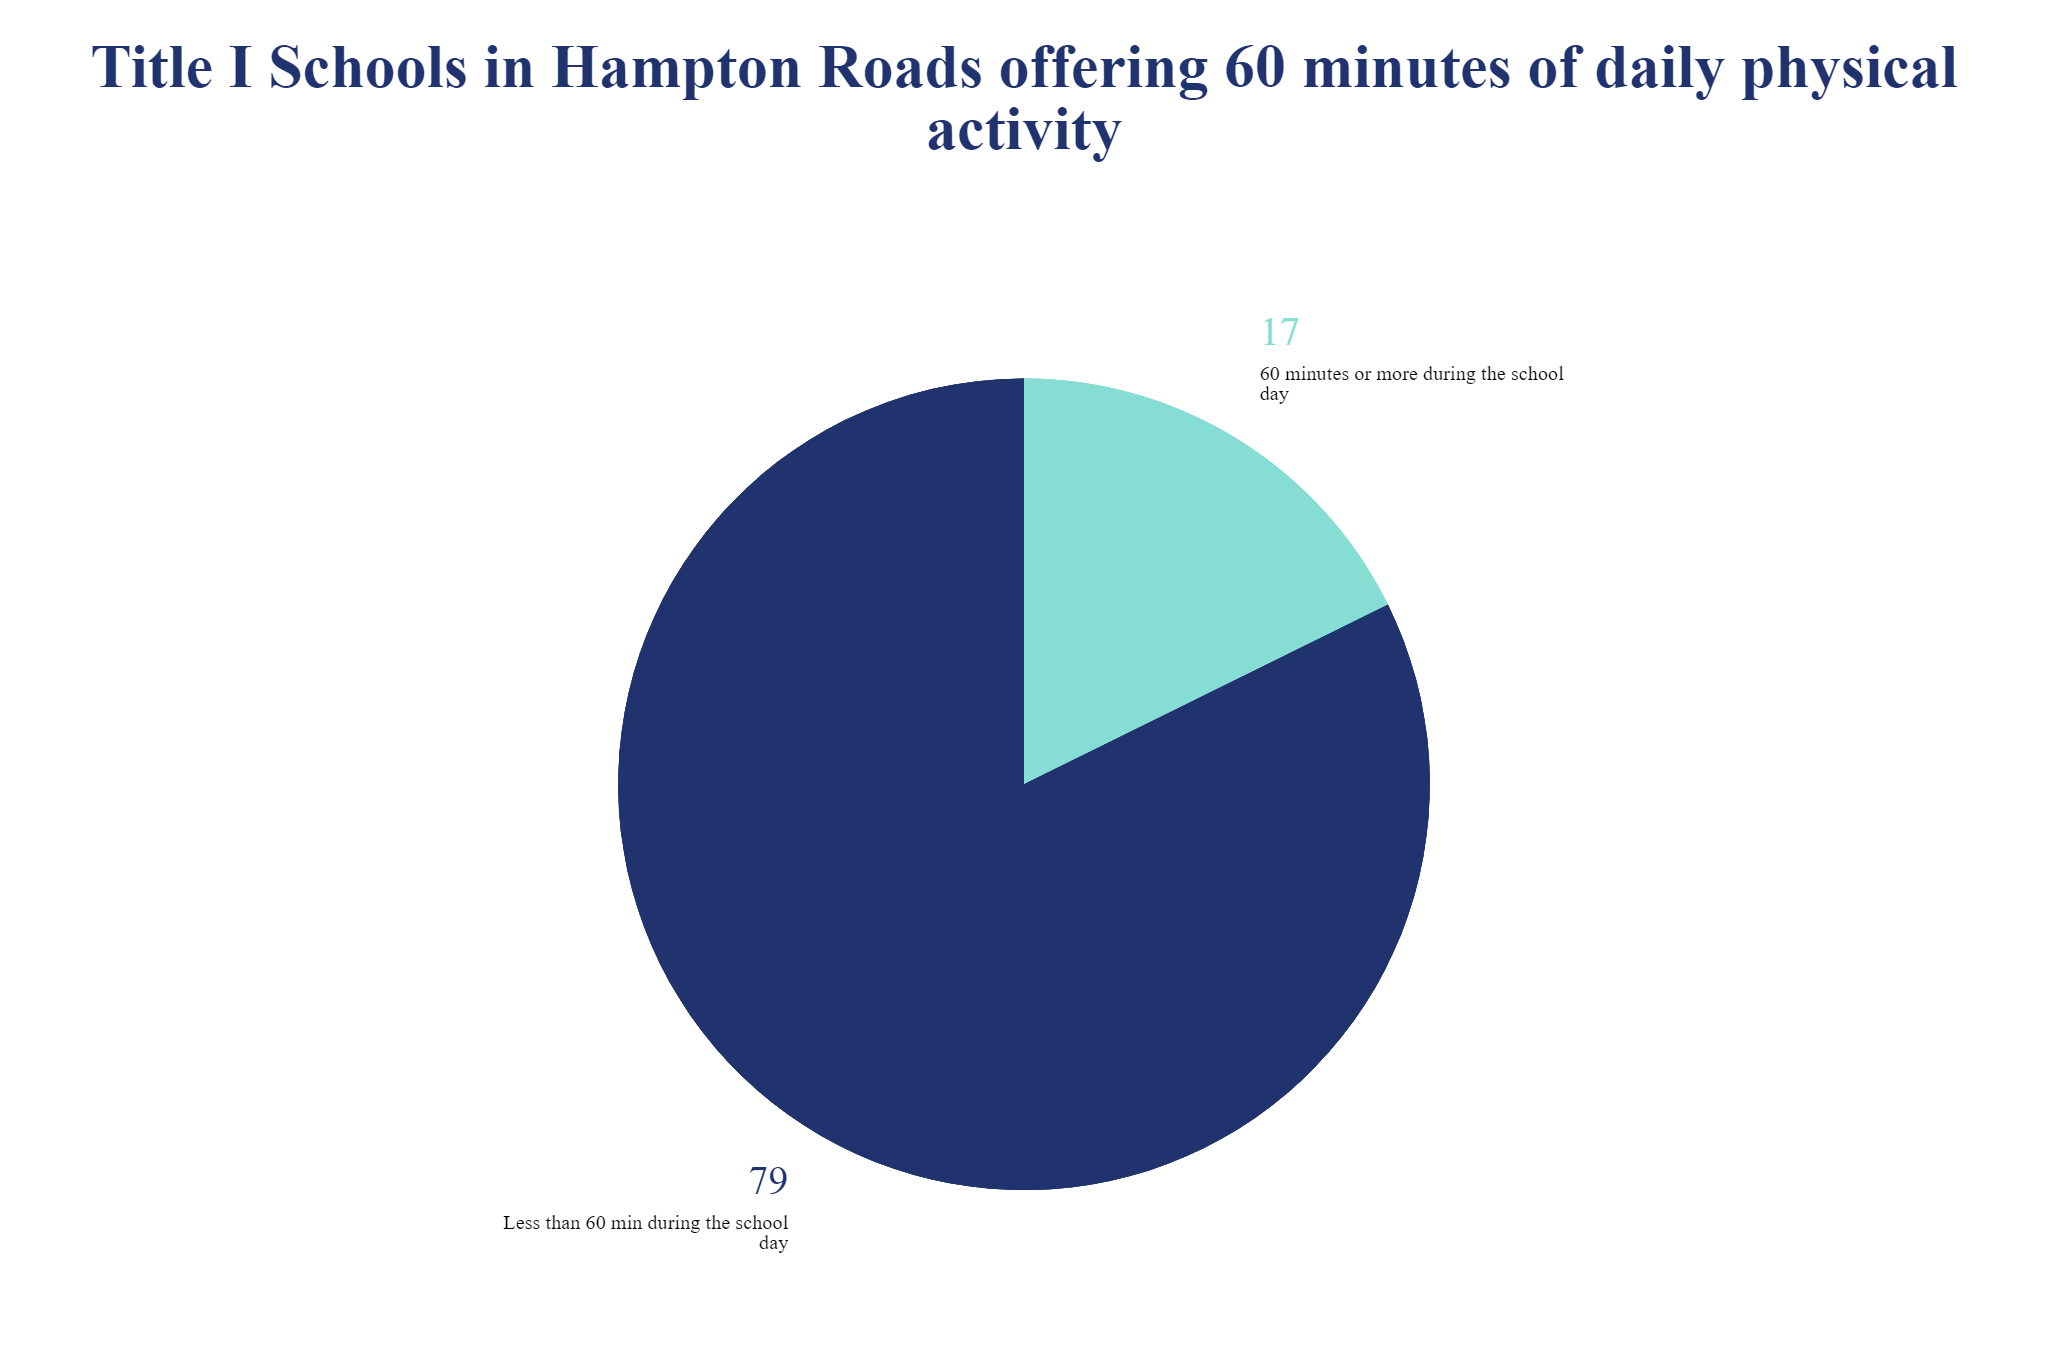 Title I Schools in Hampton Roads offering 60 minutes of daily physical
activity
17
60 minutes or more during the school
day
79
Less than 60 min during the school
day